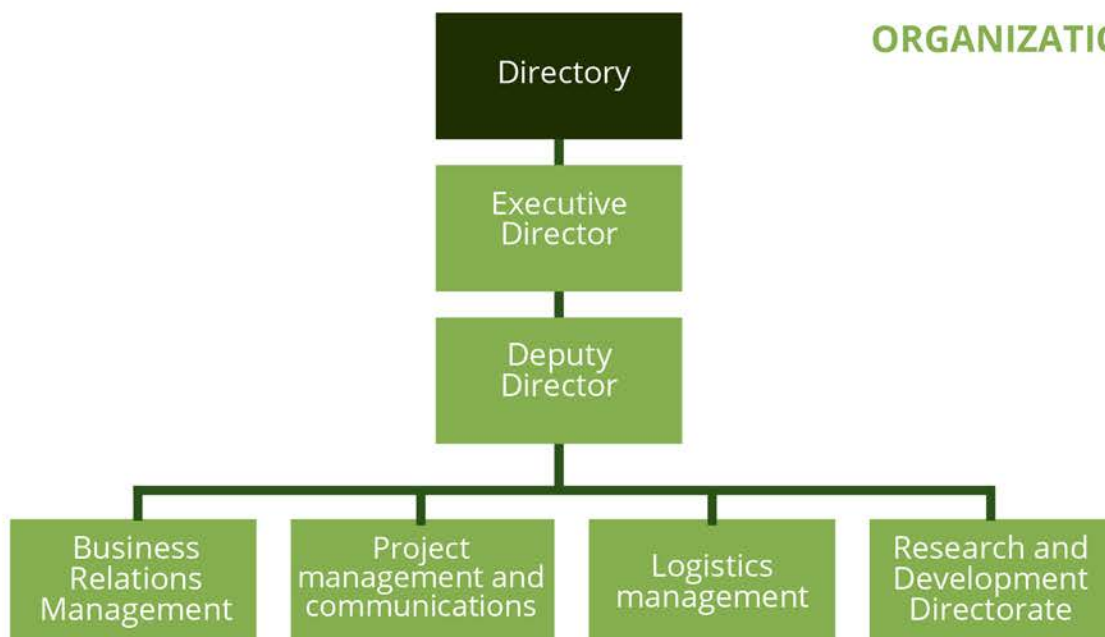 ORGANIZATIO
Directory
Executive
Director
Deputy
Director
Business
Relations
Management
Project
management and
communications
Logistics
management
Research and
Development
Directorate